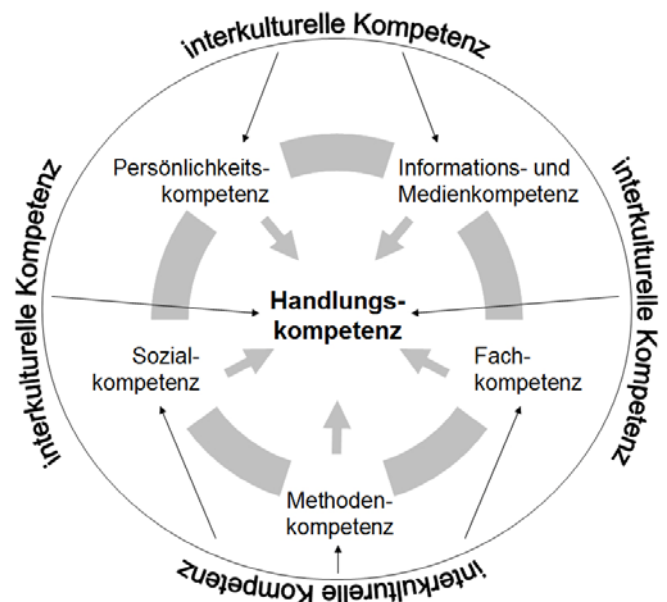 interkulturelle Kompetenz
Persönlichkeits-
kompetenz
Informations- und
Medienkompetenz
interkulturelle Kompetenz
interkulturelle Kompetenz
Handlungs-
kompetenz
Sozial-
kompetenz
Fach-
kompetenz
Methoden-
kompetenz
interkulturelle Kompetenz